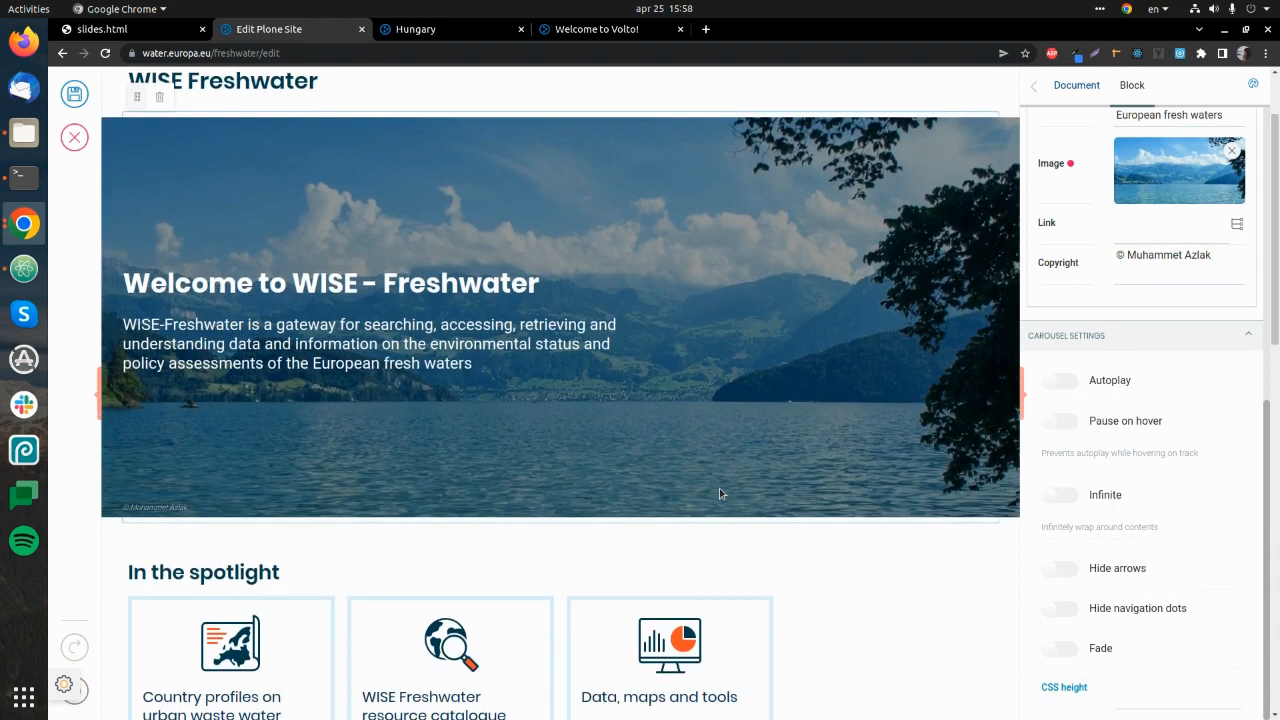 Activities
Google Chrome
apr 25 15:58
en
slides.html
Edit Plone Site
Hungary
Welcome to Volto!
water.europa.eu/freshwater/edit
ABP
WISE Freshwater
Document
Block
European fresh waters
Image
Link
Copyright
© Muhammet Azlak
Welcome to WISE – Freshwater
WISE-Freshwater is a gateway for searching, accessing, retrieving and
understanding data and information on the environmental status and
policy assessments of the European fresh waters
© Muhammet Azlak
CAROUSEL SETTINGS
Autoplay
Pause on hover
Prevents autoplay while hovering on track
Infinite
Infinitely wrap around contents
Hide arrows
Hide navigation dots
Fade
CSS height
In the spotlight
Country profiles on
urban waste water
WISE Freshwater
resource catalogue
Data, maps and tools